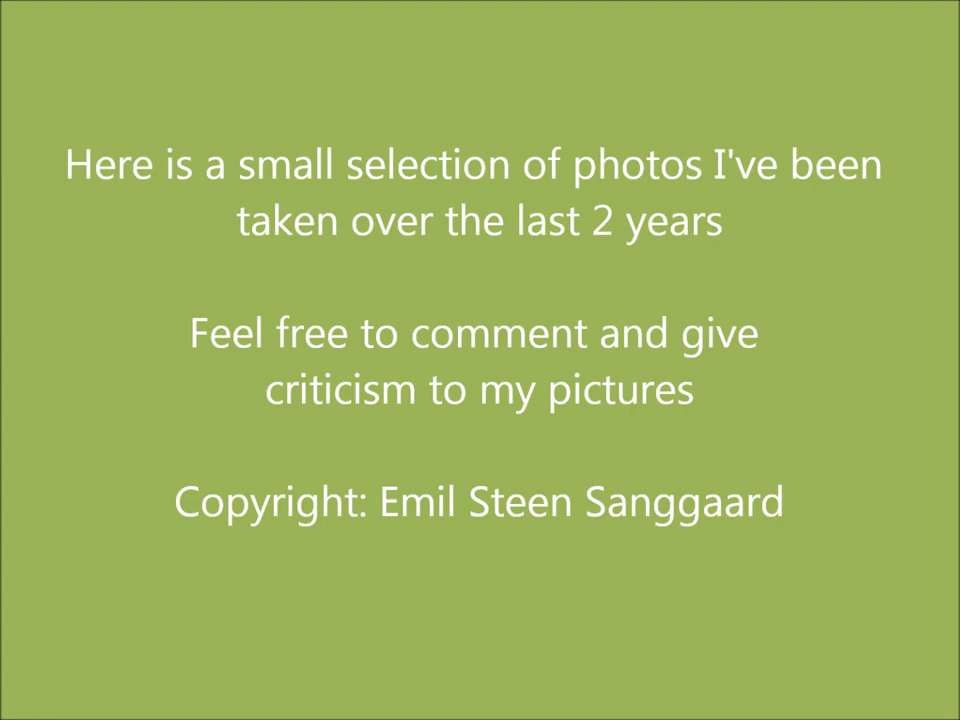 Here is a small selection of photos I've been
taken over the last 2 years
Feel free to comment and give
criticism to my pictures
Copyright: Emil Steen Sanggaard